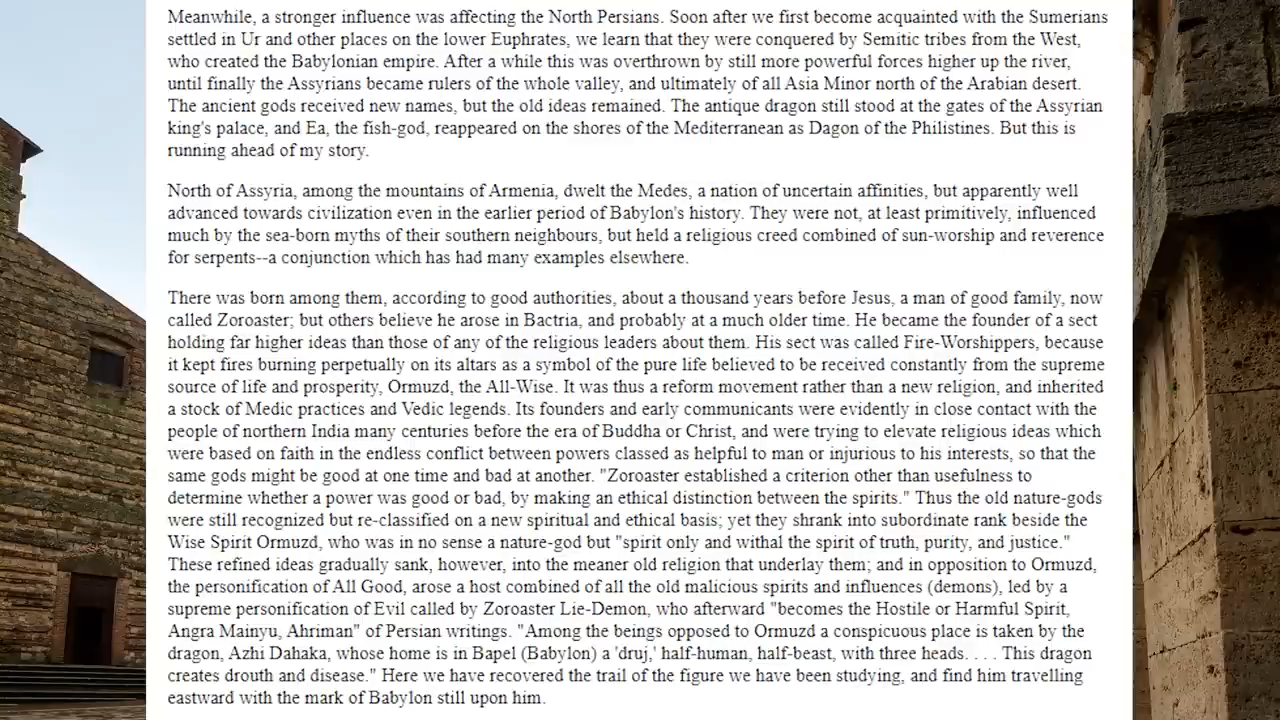 Meanwhile, a stronger influence was affecting the North Persians. Soon after we first become acquainted with the Sumerians
settled in Ur and other places on the lower Euphrates, we learn that they were conquered by Semitic tribes from the West,
who created the Babylonian empire. After a while this was overthrown by still more powerful forces higher up the river,
until finally the Assyrians became rulers of the whole valley, and ultimately of all Asia Minor north of the Arabian desert.
The ancient gods received new names, but the old ideas remained. The antique dragon still stood at the gates of the Assyrian
king's palace, and Ea, the fish-god, reappeared on the shores of the Mediterranean as Dagon of the Philistines. But this is
running ahead of my story.
North of Assyria, among the mountains of Armenia, dwelt the Medes, a nation of uncertain affinities, but apparently well
advanced towards civilization even in the earlier period of Babylon's history. They were not, at least primitively, influenced
much by the sea-born myths of their southern neighbours, but held a religious creed combined of sun-worship and reverence
for serpents--a conjunction which has had many examples elsewhere.
There was born among them, according to good authorities, about a thousand years before Jesus, a man of good family, now
called Zoroaster; but others believe he arose in Bactria, and probably at a much older time. He became the founder of a sect
holding far higher ideas than those of any of the religious leaders about them. His sect was called Fire-Worshippers, because
it kept fires burning perpetually on its altars as a symbol of the pure life believed to be received constantly from the supreme
source of life and prosperity, Ormuzd, the All-Wise. It was thus a reform movement rather than a new religion, and inherited
a stock of Medic practices and Vedic legends. Its founders and early communicants were evidently in close contact with the
people of northern India many centuries before the era of Buddha or Christ, and were trying to elevate religious ideas which
were based on faith in the endless conflict between powers classed as helpful to man or injurious to his interests, so that the
same gods might be good at one time and bad at another. "Zoroaster established a criterion other than usefulness to
determine whether a power was good or bad, by making an ethical distinction between the spirits." Thus the old nature-gods
were still recognized but re-classified on a new spiritual and ethical basis; yet they shrank into subordinate rank beside the
Wise Spirit Ormuzd, who was in no sense a nature-god but "spirit only and withal the spirit of truth, purity, and justice."
These refined ideas gradually sank, however, into the meaner old religion that underlay them; and in opposition to Ormuzd,
the personification of All Good, arose a host combined of all the old malicious spirits and influences (demons), led by a
supreme personification of Evil called by Zoroaster Lie-Demon, who afterward "becomes the Hostile or Harmful Spirit,
Angra Mainyu, Ahriman" of Persian writings. "Among the beings opposed to Ormuzd a conspicuous place is taken by the
dragon, Azhi Dahaka, whose home is in Bapel (Babylon) a 'druj,' half-human, half-beast, with three heads. . . . This dragon
creates drouth and disease." Here we have recovered the trail of the figure we have been studying, and find him travelling
eastward with the mark of Babylon still upon him.